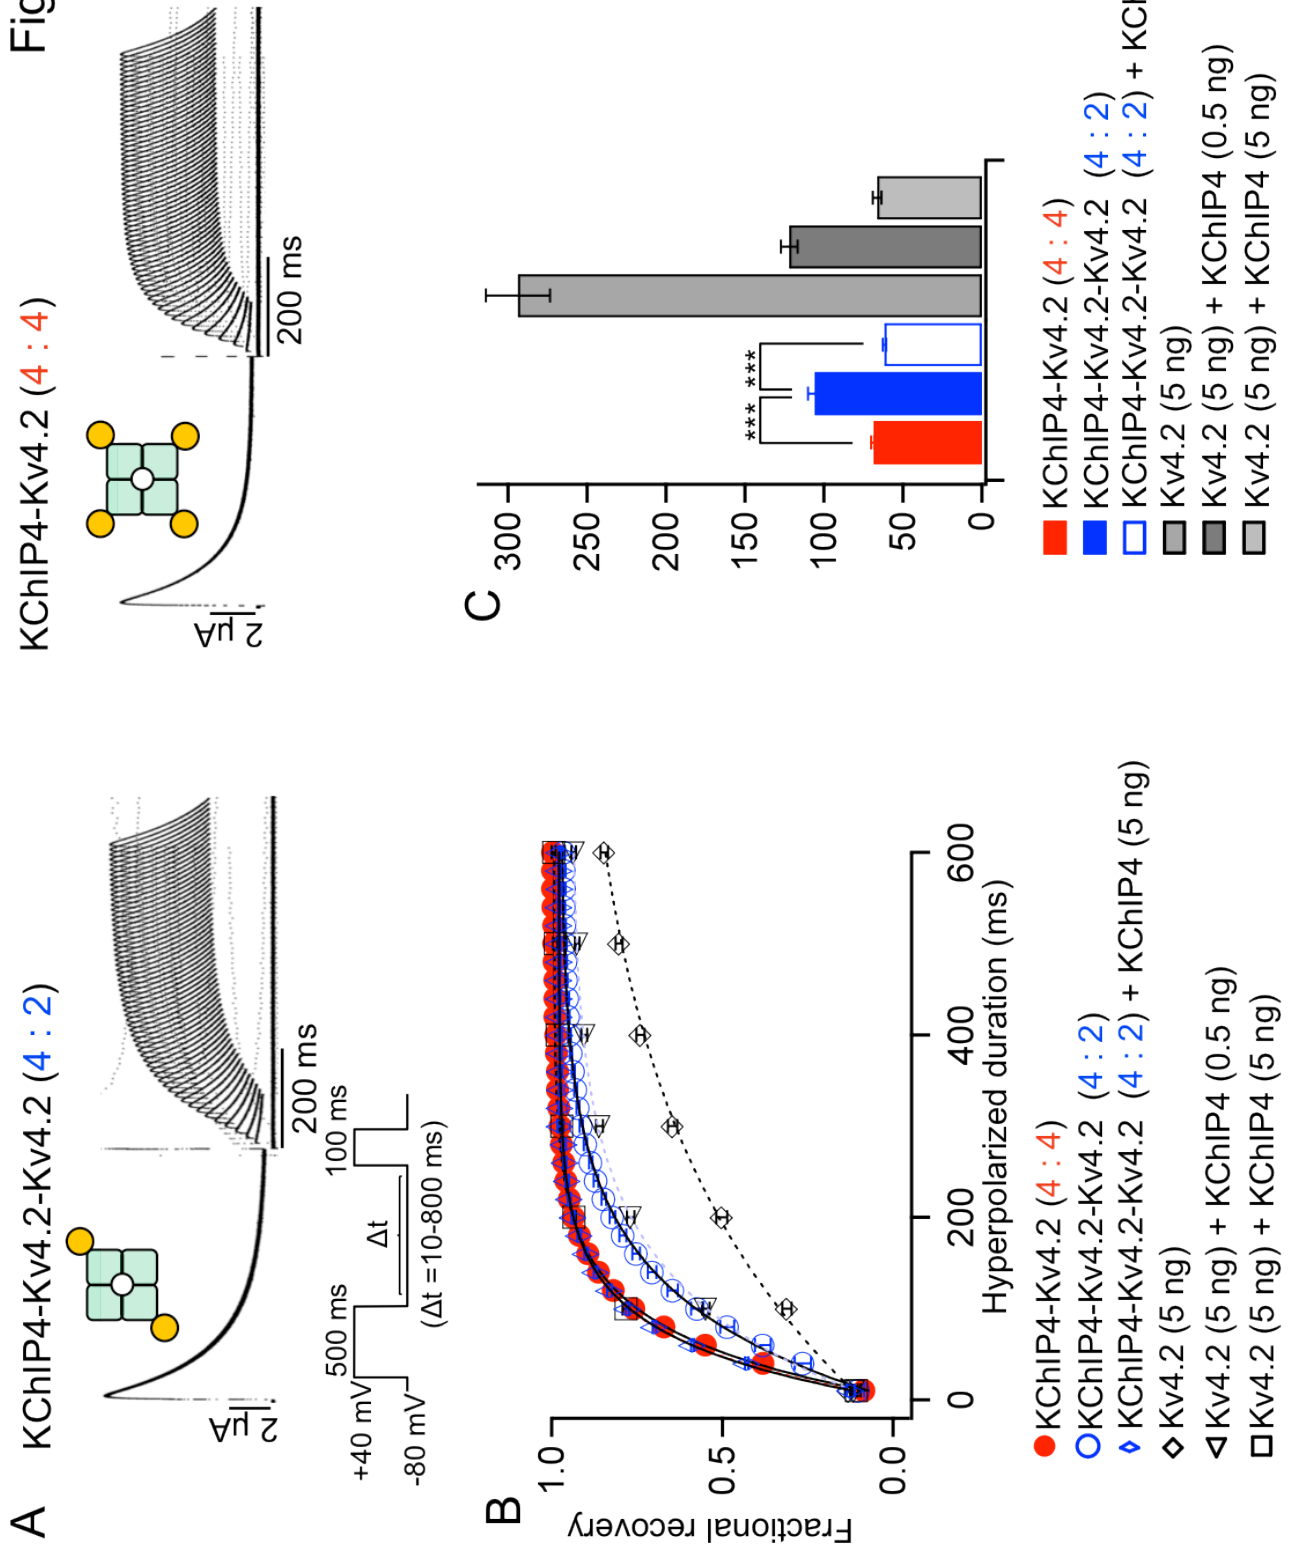 Fig
A
KChIP4-Kv4.2-Kv4.2 (4 : 2)
KChIP4-Kv4.2 (4 : 4)
2 µA
200 ms
2 µA
200 ms
+40 mV
-80 mV
500 ms
Δt
100 ms
(Δt =10-800 ms)
B
Fractional recovery
1.0
0.5
0.0
0
200
400
600
Hyperpolarized duration (ms)
KChIP4-Kv4.2 (4 : 4)
KChIP4-Kv4.2-Kv4.2 (4 : 2)
KChIP4-Kv4.2-Kv4.2 (4 : 2) + KChIP4 (5 ng)
Kv4.2 (5 ng)
Kv4.2 (5 ng) + KChIP4 (0.5 ng)
Kv4.2 (5 ng) + KChIP4 (5 ng)
C
300
250
200
150
100
50
0
***
***
KChIP4-Kv4.2 (4 : 4)
KChIP4-Kv4.2-Kv4.2 (4 : 2)
KChIP4-Kv4.2-Kv4.2 (4 : 2) + KCh
Kv4.2 (5 ng)
Kv4.2 (5 ng) + KChIP4 (0.5 ng)
Kv4.2 (5 ng) + KChIP4 (5 ng)